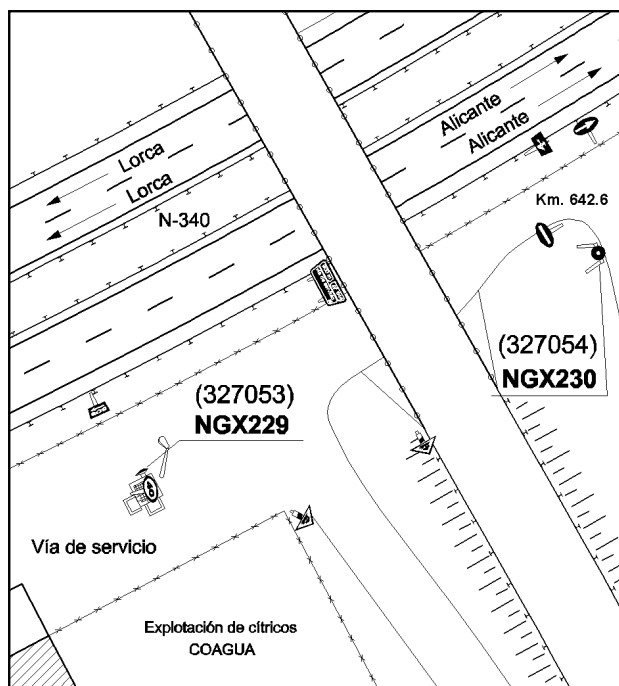 Alicante
Alicante
Lorca
Lorca
Km. 642.6
N-340
(327054)
NGX230
(327053)
NGX229
Vía de servicio
Explotación de cítricos
COAGUA